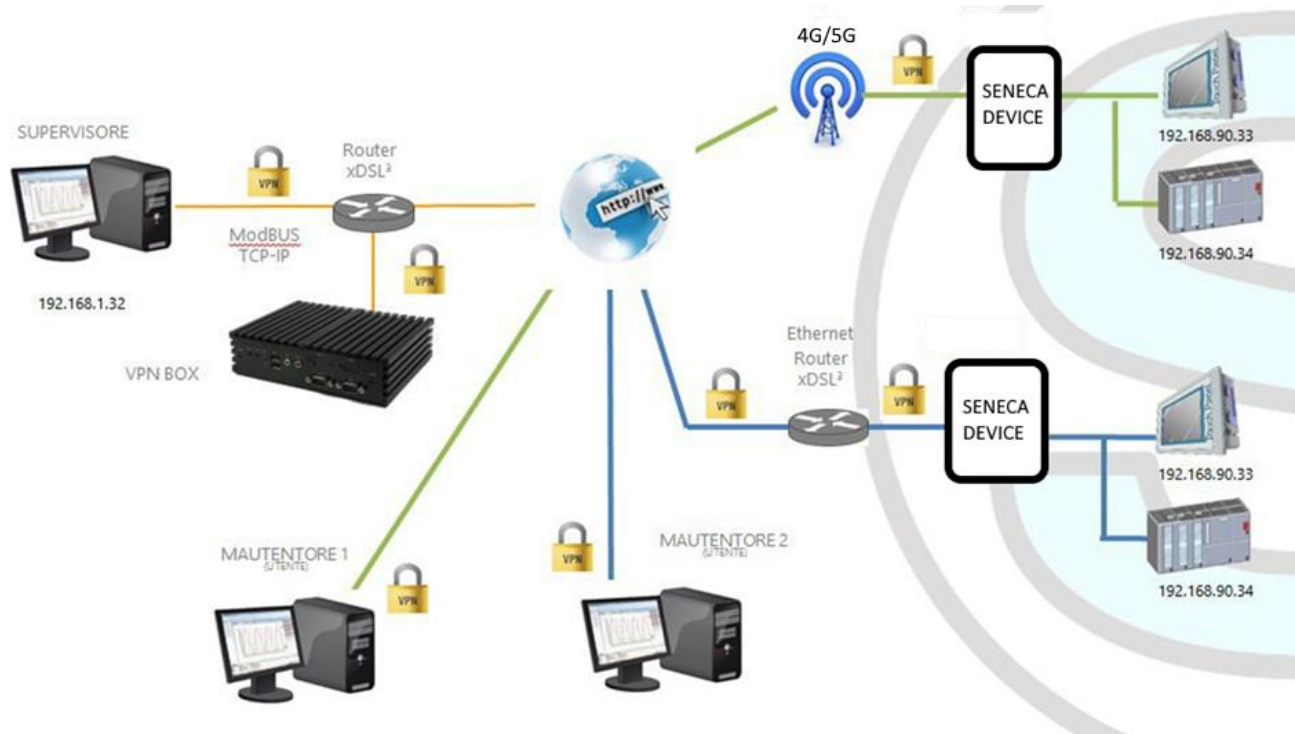 4G/5G
VPN
SENECA
DEVICE
192.168.90.33
192.168.90.34
SUPERVISORE
VPN
Router
xDSL³
ModBUS
TCP-IP
VPN
192.168.1.32
VPN BOX
http://www
Ethernet
Router
xDSL³
VPN
VPN
SENECA
DEVICE
192.168.90.33
192.168.90.34
MAUTENTORE 1
(UTENTE)
VPN
VPN
MAUTENTORE 2
(UTENTE)